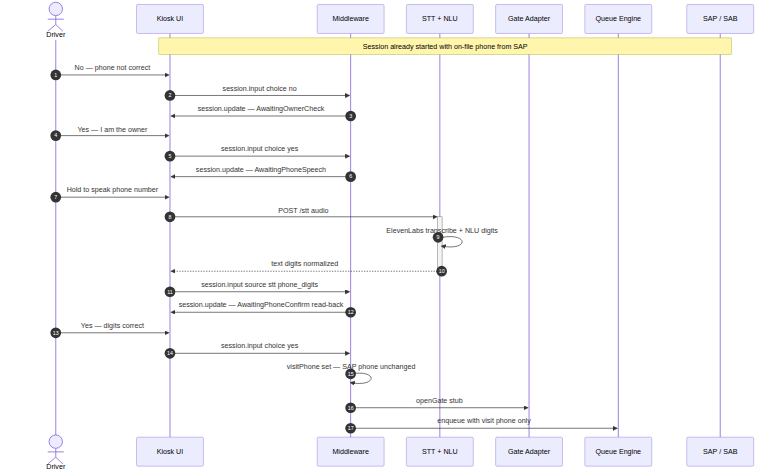 Kiosk UI
Middleware
STT + NLU
Gate Adapter
Queue Engine
SAP / SAB
Driver
Session already started with on-file phone from SAP
No — phone not correct
1
session.input choice no
2
session.update — AwaitingOwnerCheck
3
Yes — I am the owner
4
session.input choice yes
5
session.update — AwaitingPhoneSpeech
6
Hold to speak phone number
7
POST /stt audio
8
ElevenLabs transcribe + NLU digits
9
text digits normalized
10
session.input source stt phone_digits
11
session.update — AwaitingPhoneConfirm read-back
12
Yes — digits correct
13
session.input choice yes
14
visitPhone set — SAP phone unchanged
15
openGate stub
16
enqueue with visit phone only
17
Kiosk UI
Middleware
STT + NLU
Gate Adapter
Queue Engine
SAP / SAB
Driver